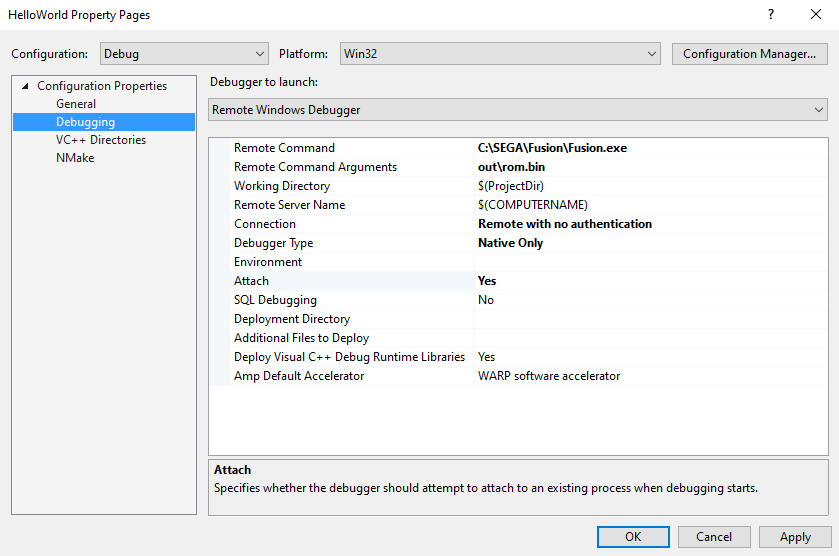 HelloWorld Property Pages
? ×
Configuration: Debug Platform: Win32 Configuration Manager...
Configuration Properties
General
Debugging
VC++ Directories
NMake
Debugger to launch:
Remote Windows Debugger
Remote Command C:\SEGA\Fusion\Fusion.exe
Remote Command Arguments out\rom.bin
Working Directory $(ProjectDir)
Remote Server Name $(COMPUTERNAME)
Connection Remote with no authentication
Debugger Type Native Only
Environment
Attach Yes
SQL Debugging No
Deployment Directory
Additional Files to Deploy
Deploy Visual C++ Debug Runtime Libraries Yes
Amp Default Accelerator WARP software accelerator
Attach
Specifies whether the debugger should attempt to attach to an existing process when debugging starts.
OK Cancel Apply